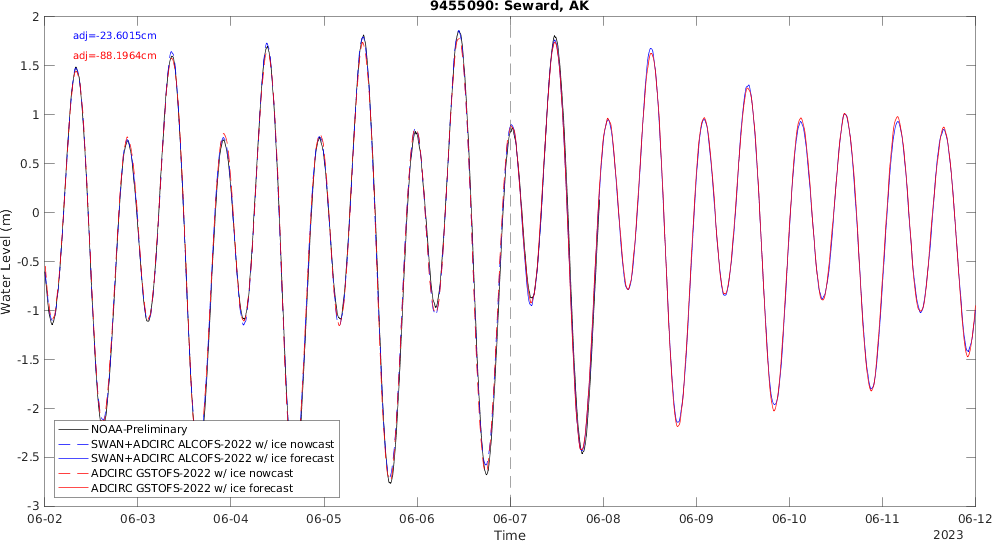 9455090: Seward, AK
adj=-23.6015cm
adj=-88.1964cm
2
1.5
1
0.5
0
-0.5
-1
-1.5
-2
-2.5
-3
Water Level (m)
NOAA-Preliminary
SWAN+ADCIRC ALCOFS-2022 w/ ice nowcast
SWAN+ADCIRC ALCOFS-2022 w/ ice forecast
ADCIRC GSTOFS-2022 w/ ice nowcast
ADCIRC GSTOFS-2022 w/ ice forecast
06-02 06-03 06-04 06-05 06-06 06-07 06-08 06-09 06-10 06-11 06-12
Time
2023